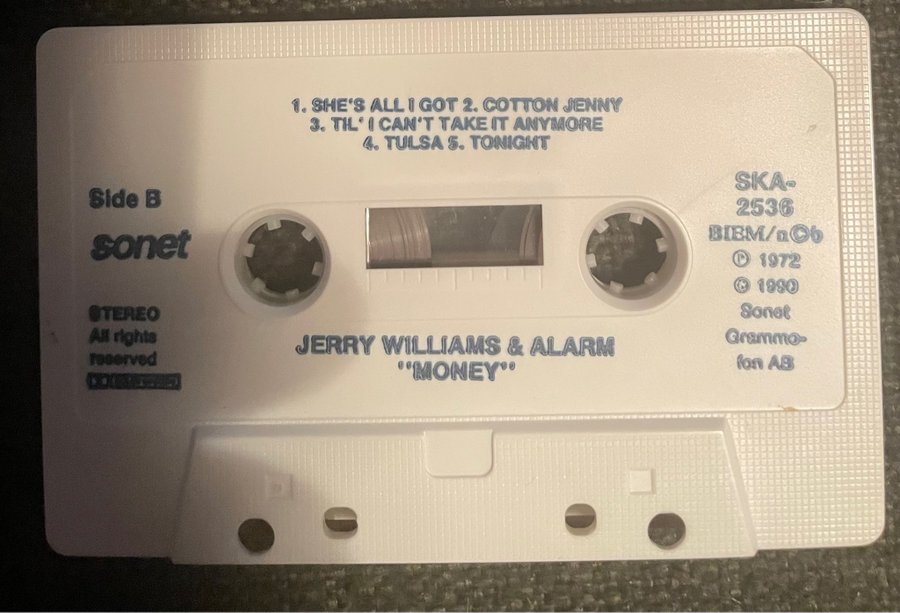 1. SHE'S ALL I GOT 2. COTTON JENNY
3. TIL' I CAN'T TAKE IT ANYMORE
4. TULSA 5. TONIGHT
Side B
sonet
STEREO
All rights
reserved
SKA-
2536
BIEM/n©b
℗ 1972
© 1990
Sonet
Grammo-
fon AB
JERRY WILLIAMS & ALARM
"MONEY"